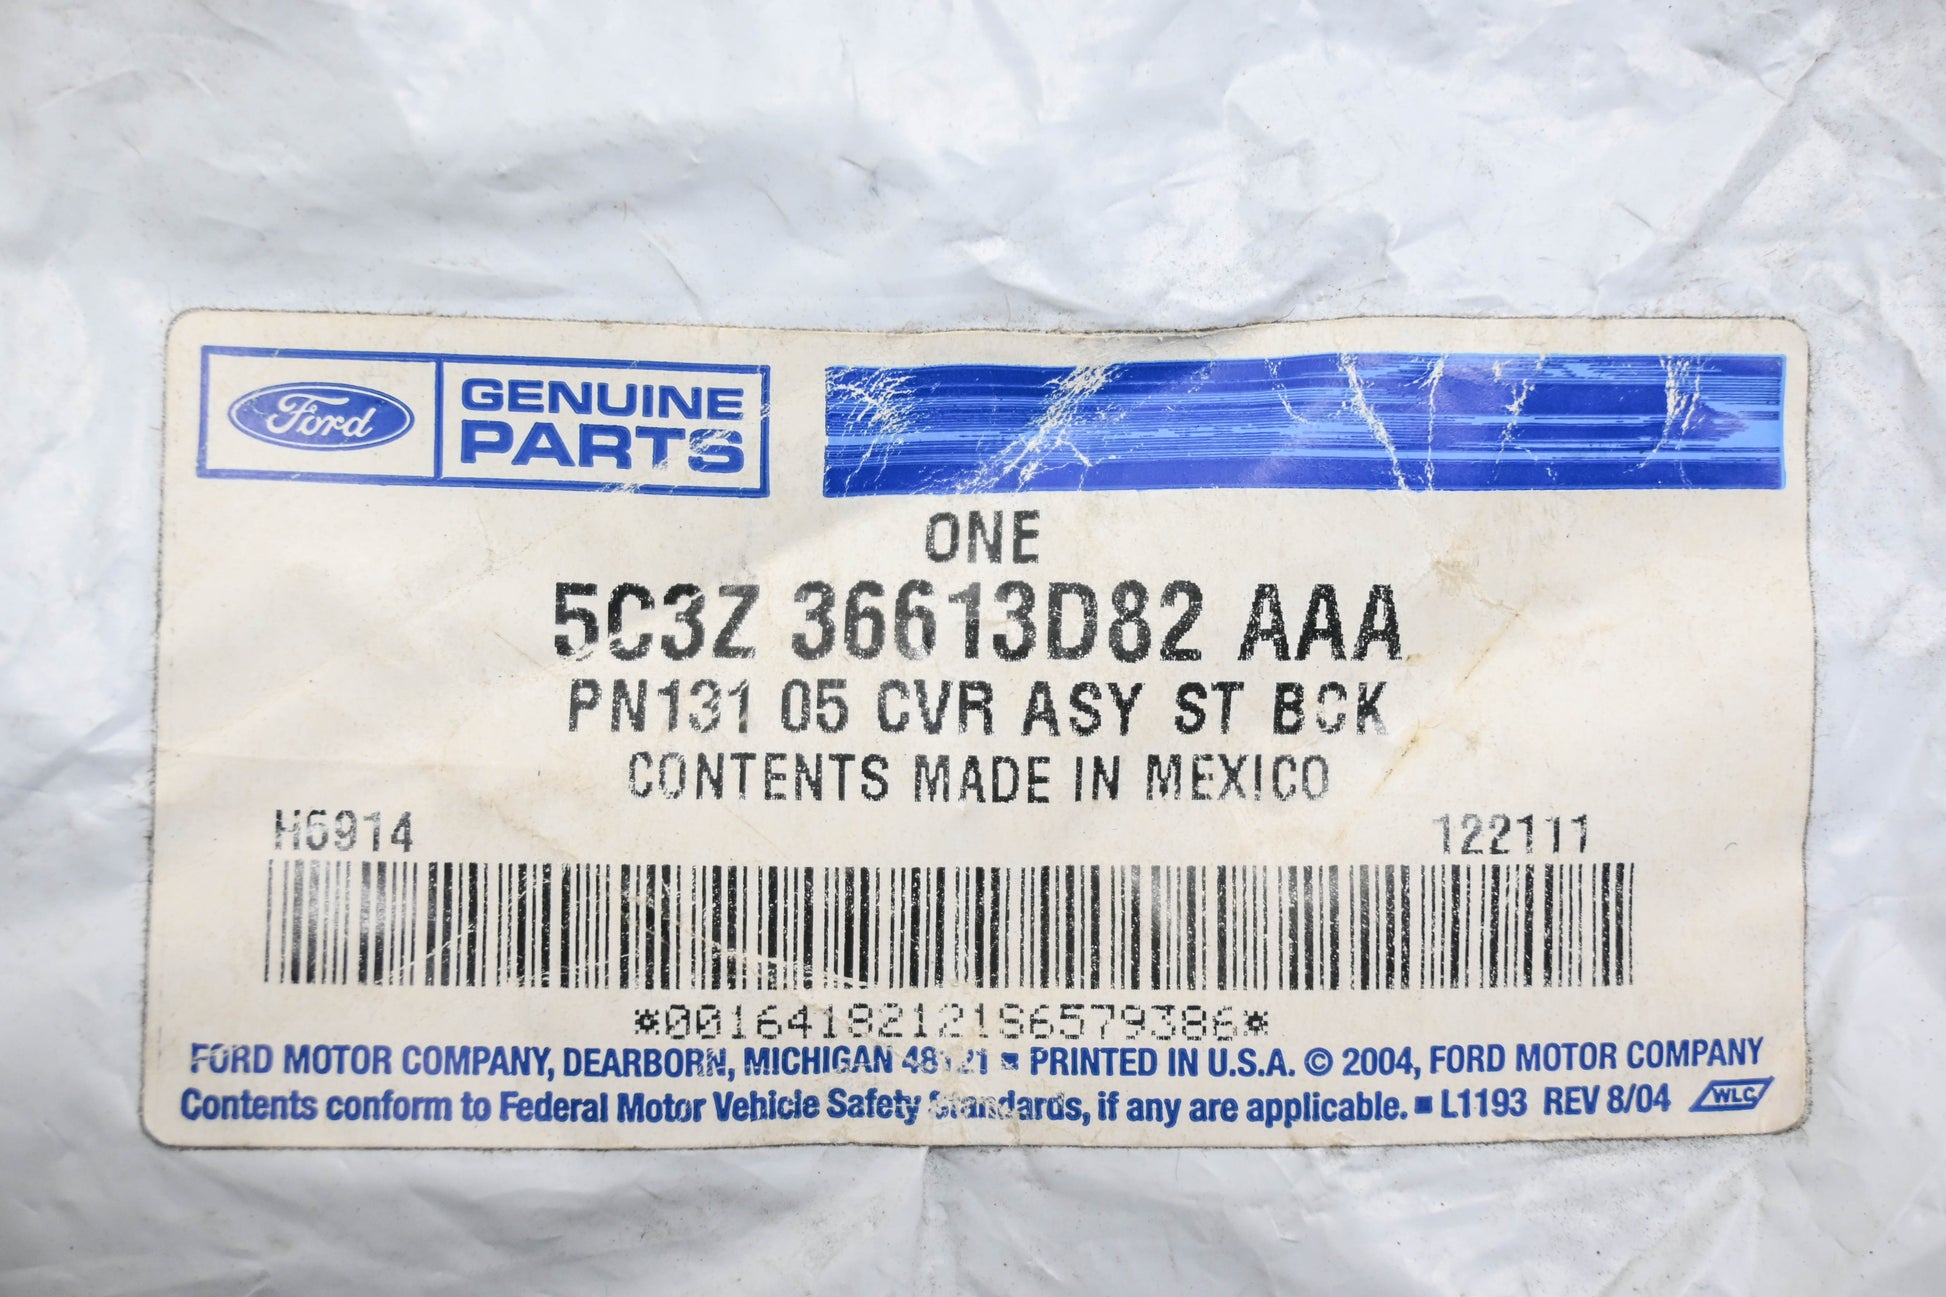 Ford GENUINE PARTS
ONE
5C3Z 36613D82 AAA
PN131 05 CVR ASY ST BCK
CONTENTS MADE IN MEXICO
H6914 122111
*00164182121S6579386*
FORD MOTOR COMPANY, DEARBORN, MICHIGAN 48121 ▪ PRINTED IN U.S.A. © 2004, FORD MOTOR COMPANY
Contents conform to Federal Motor Vehicle Safety Standards, if any are applicable. ▪ L1193 REV 8/04 WLC